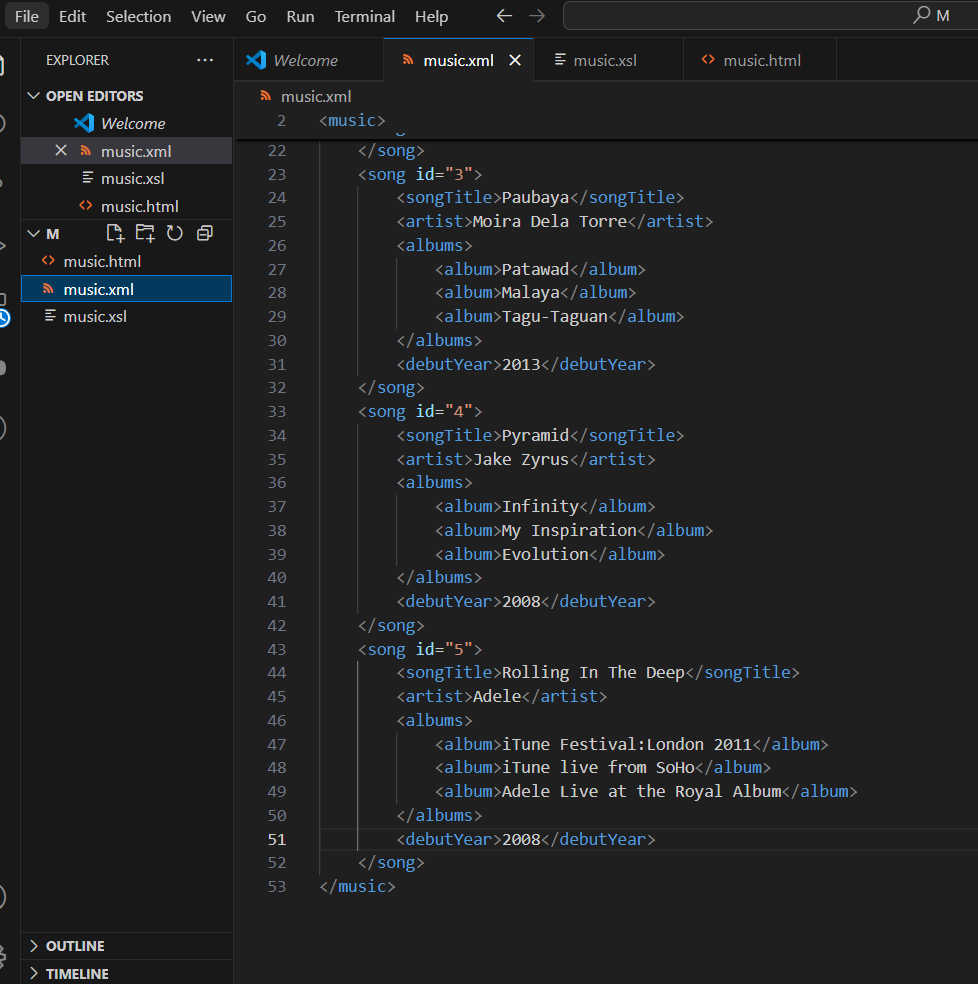 File Edit Selection View Go Run Terminal Help M
EXPLORER
OPEN EDITORS
Welcome
music.xml
music.xsl
music.html
M
music.html
music.xml
music.xsl
OUTLINE
TIMELINE
Welcome music.xml music.xsl music.html
music.xml
2 <music>
22 </song>
23 <song id="3">
24 <songTitle>Paubaya</songTitle>
25 <artist>Moira Dela Torre</artist>
26 <albums>
27 <album>Patawad</album>
28 <album>Malaya</album>
29 <album>Tagu-Taguan</album>
30 </albums>
31 <debutYear>2013</debutYear>
32 </song>
33 <song id="4">
34 <songTitle>Pyramid</songTitle>
35 <artist>Jake Zyrus</artist>
36 <albums>
37 <album>Infinity</album>
38 <album>My Inspiration</album>
39 <album>Evolution</album>
40 </albums>
41 <debutYear>2008</debutYear>
42 </song>
43 <song id="5">
44 <songTitle>Rolling In The Deep</songTitle>
45 <artist>Adele</artist>
46 <albums>
47 <album>iTune Festival:London 2011</album>
48 <album>iTune live from SoHo</album>
49 <album>Adele Live at the Royal Album</album>
50 </albums>
51 <debutYear>2008</debutYear>
52 </song>
53 </music>